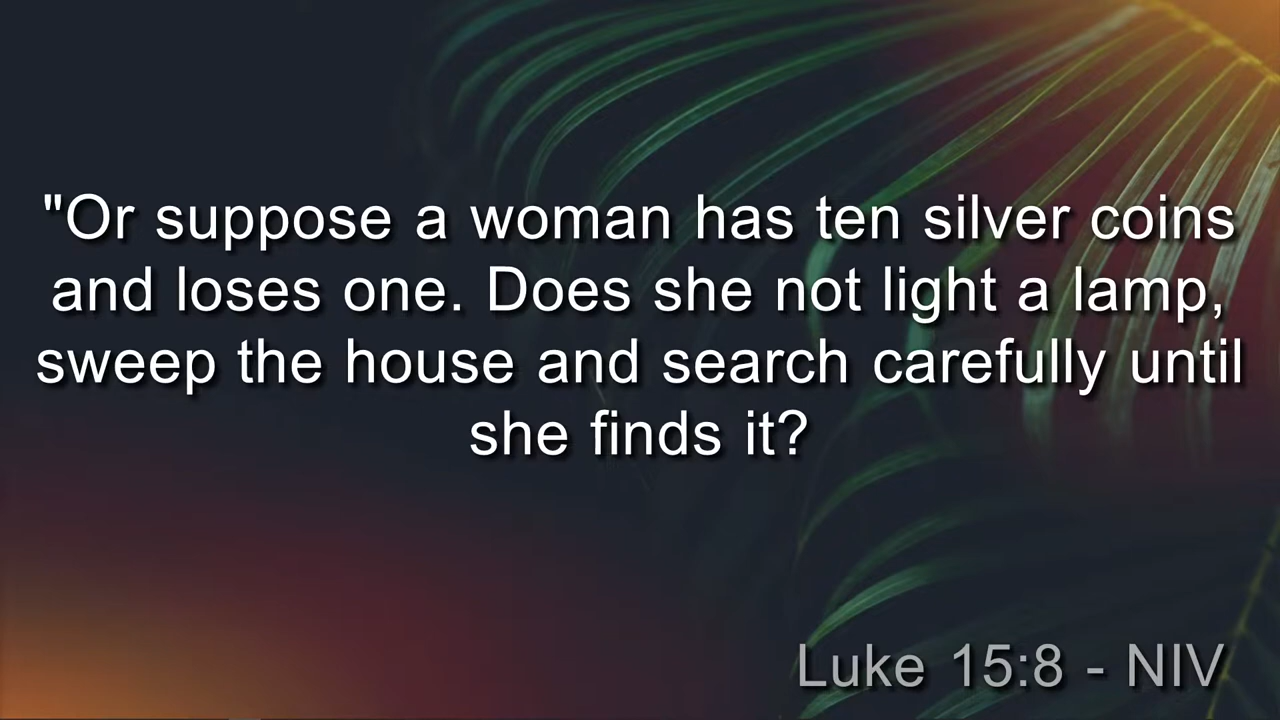 "Or suppose a woman has ten silver coins
and loses one. Does she not light a lamp,
sweep the house and search carefully until
she finds it?
Luke 15:8 - NIV